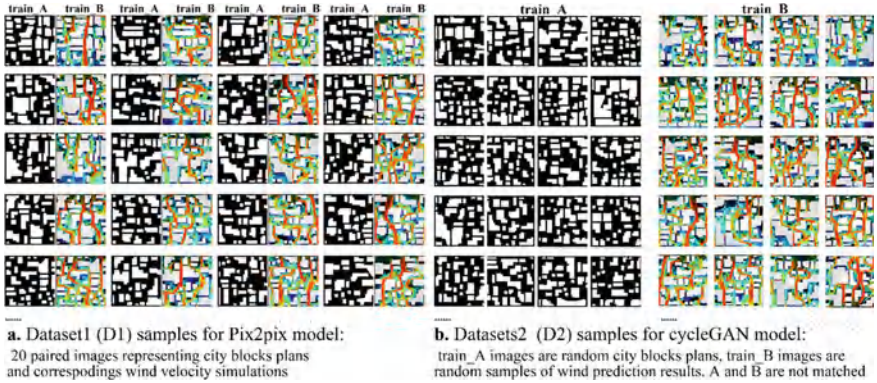 train_A train_B train_A train_B train_A train_B train_A train_B
train_A train_B
a. Dataset1 (D1) samples for Pix2pix model:
20 paired images representing city blocks plans
and correspodings wind velocity simulations
b. Datasets2 (D2) samples for cycleGAN model:
train_A images are random city blocks plans, train_B images are
random samples of wind prediction results. A and B are not matched